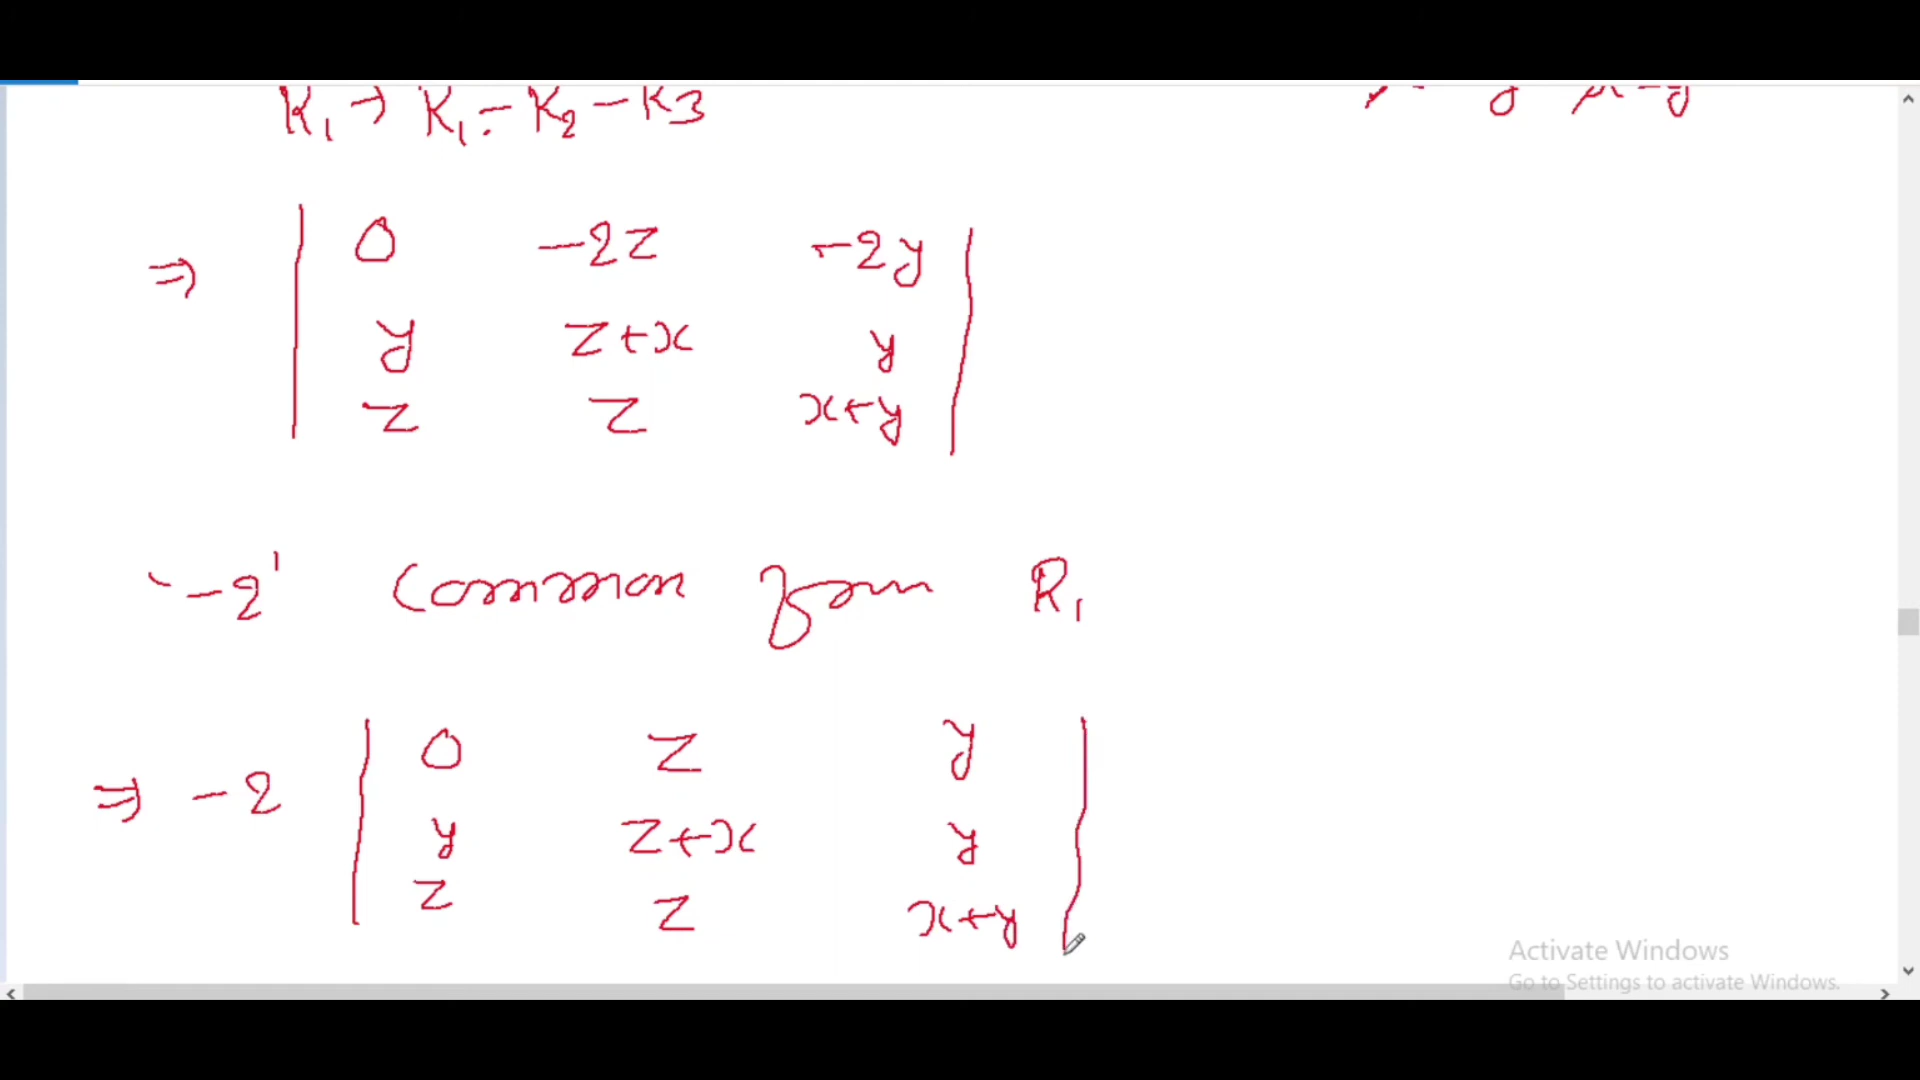 R₁ → R₁ - R₂ - R3
⇒ | 0 -2z -2y |
| y z+x y |
| z z x+y |
'-2' Common from R₁
⇒ -2 | 0 z y |
| y z+x y |
| z z x+y |
Activate Windows
Go to Settings to activate Windows.